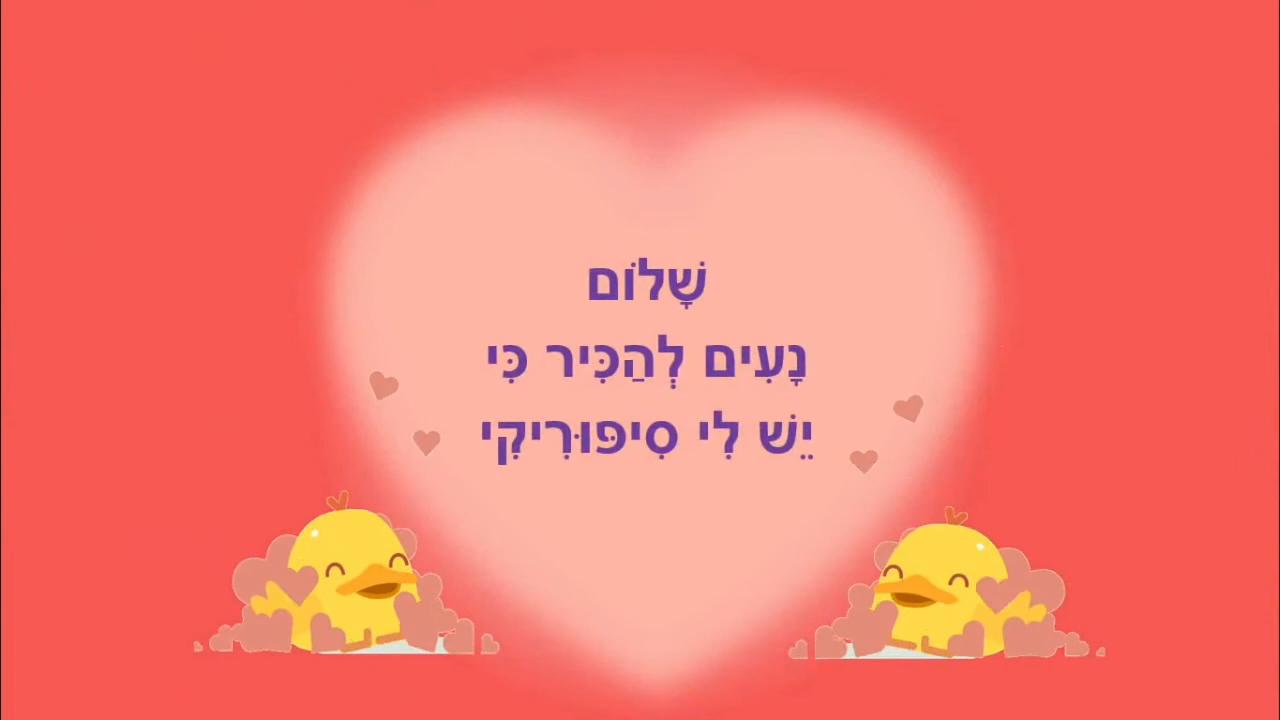 שָׁלוֹם
נָעִים לְהַכִּיר כִּי
יֵשׁ לִי סִיפּוּרִיקִי